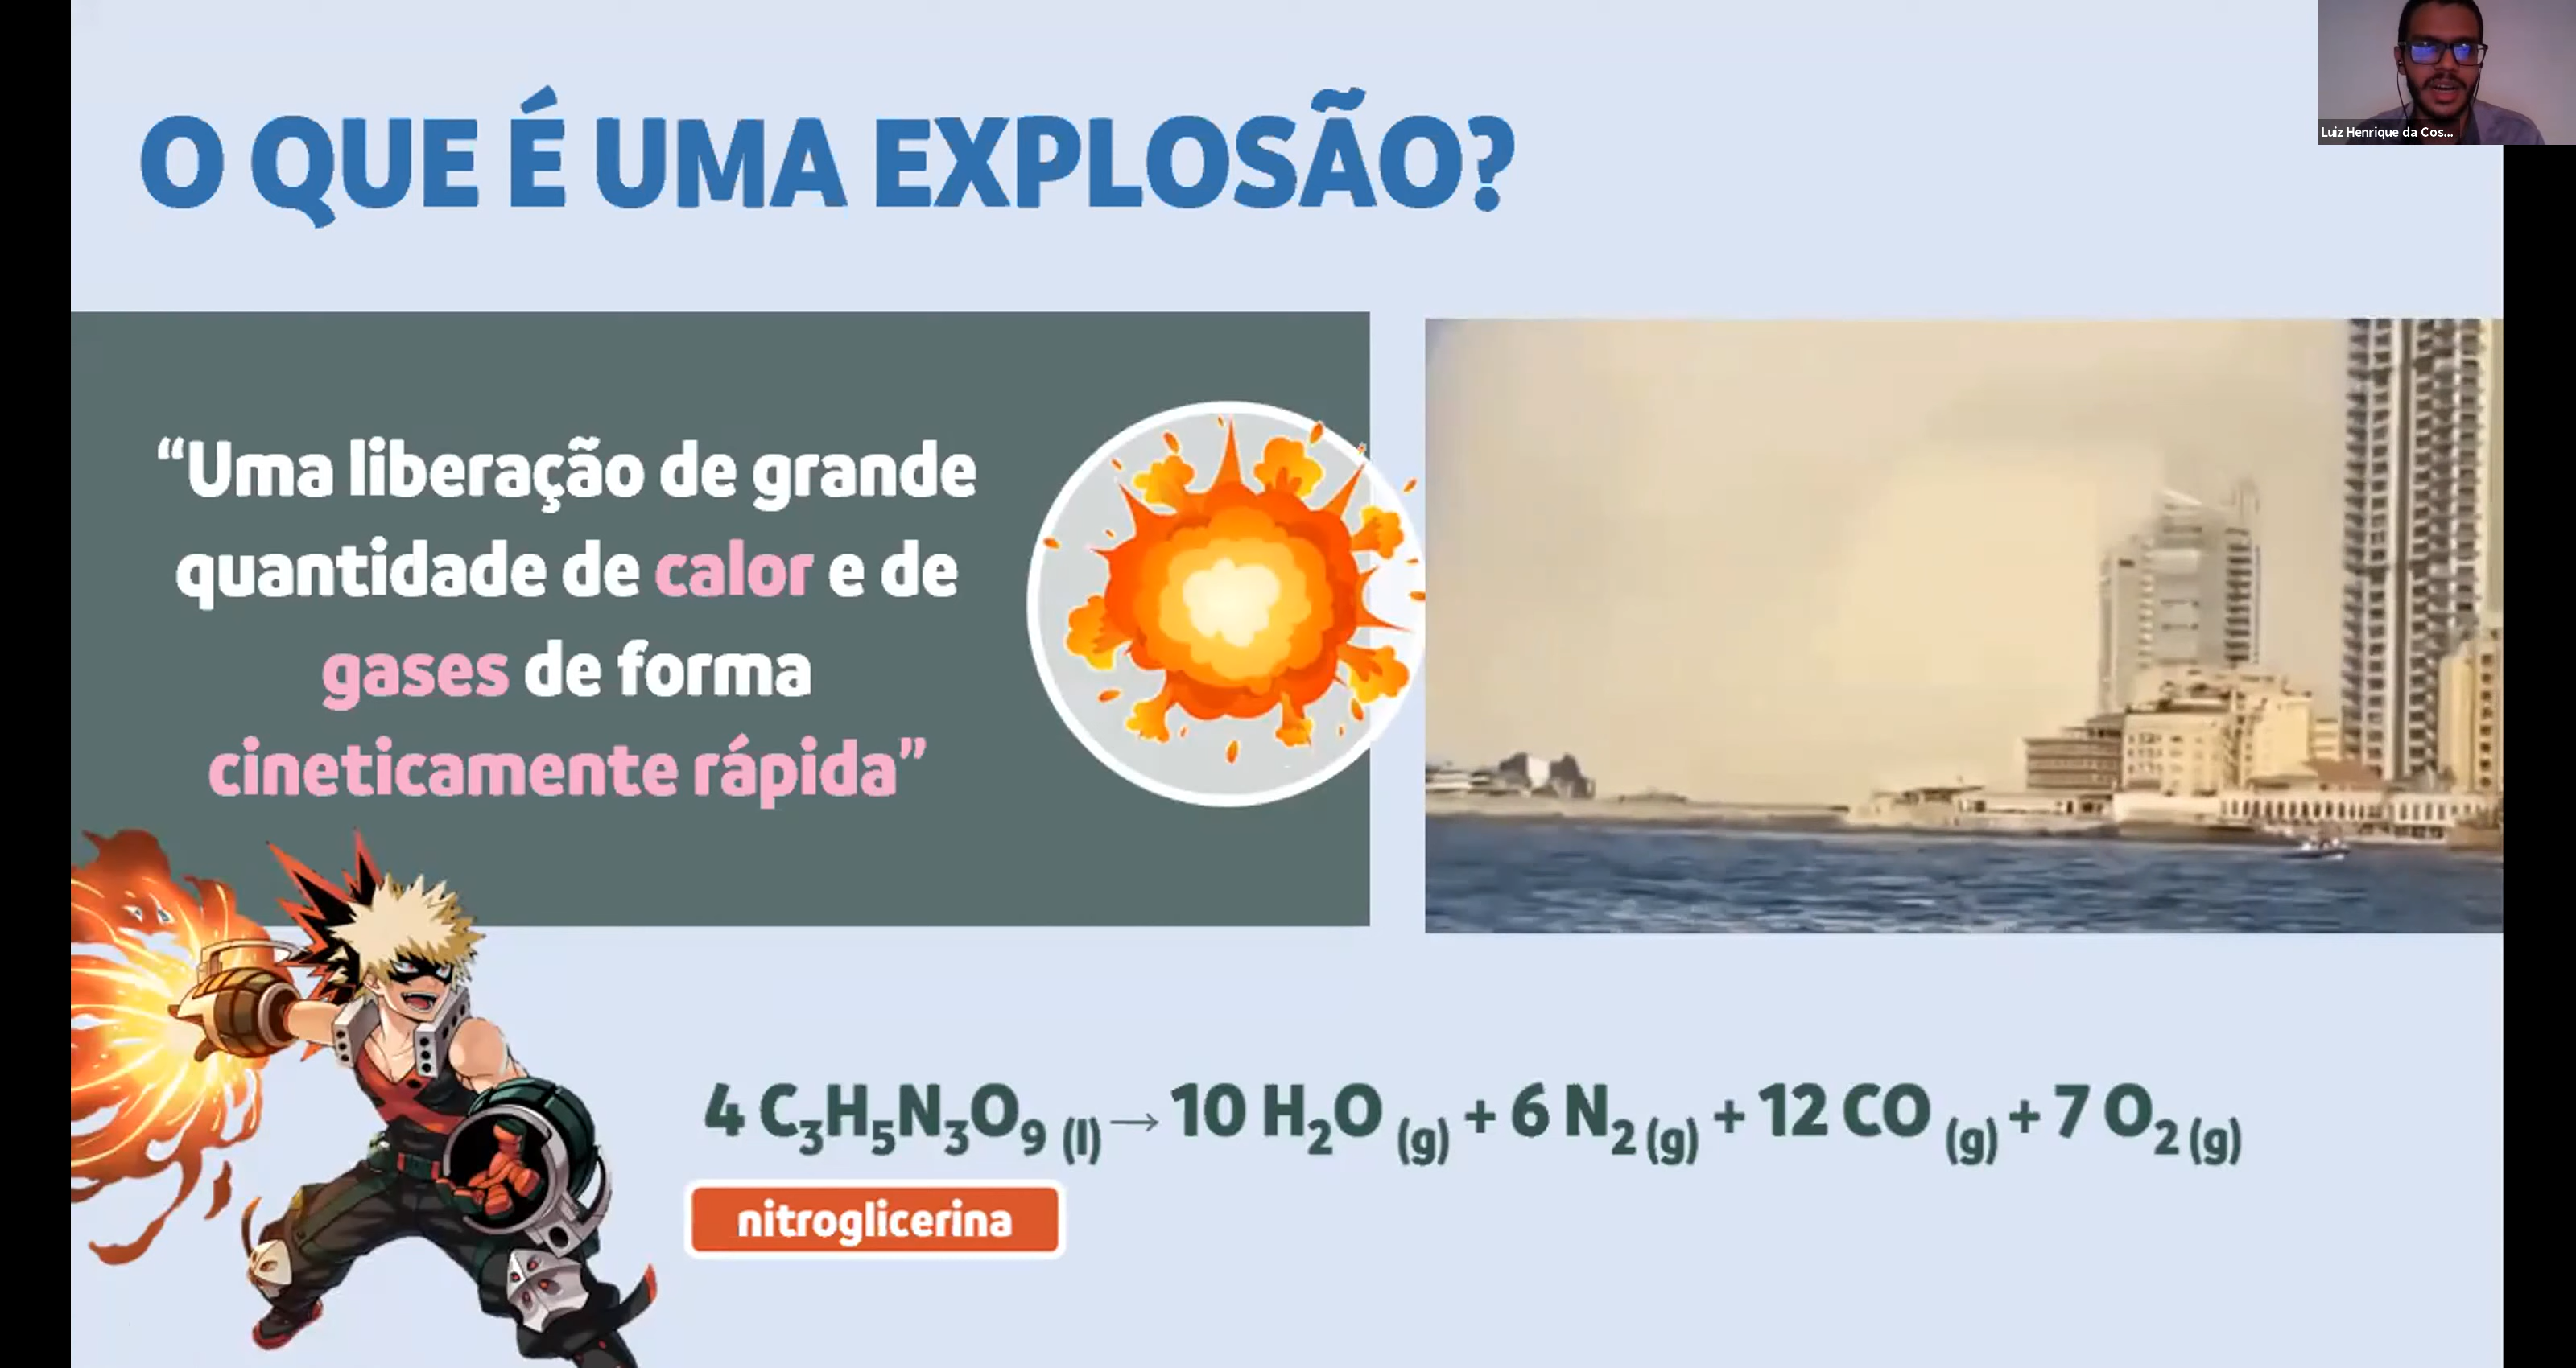 O QUE É UMA EXPLOSÃO?
Luiz Henrique da Cos...
“Uma liberação de grande
quantidade de calor e de
gases de forma
cineticamente rápida”
4 C₃H₅N₃O₉ (l) → 10 H₂O (g) + 6 N₂ (g) + 12 CO (g) + 7 O₂ (g)
nitroglicerina